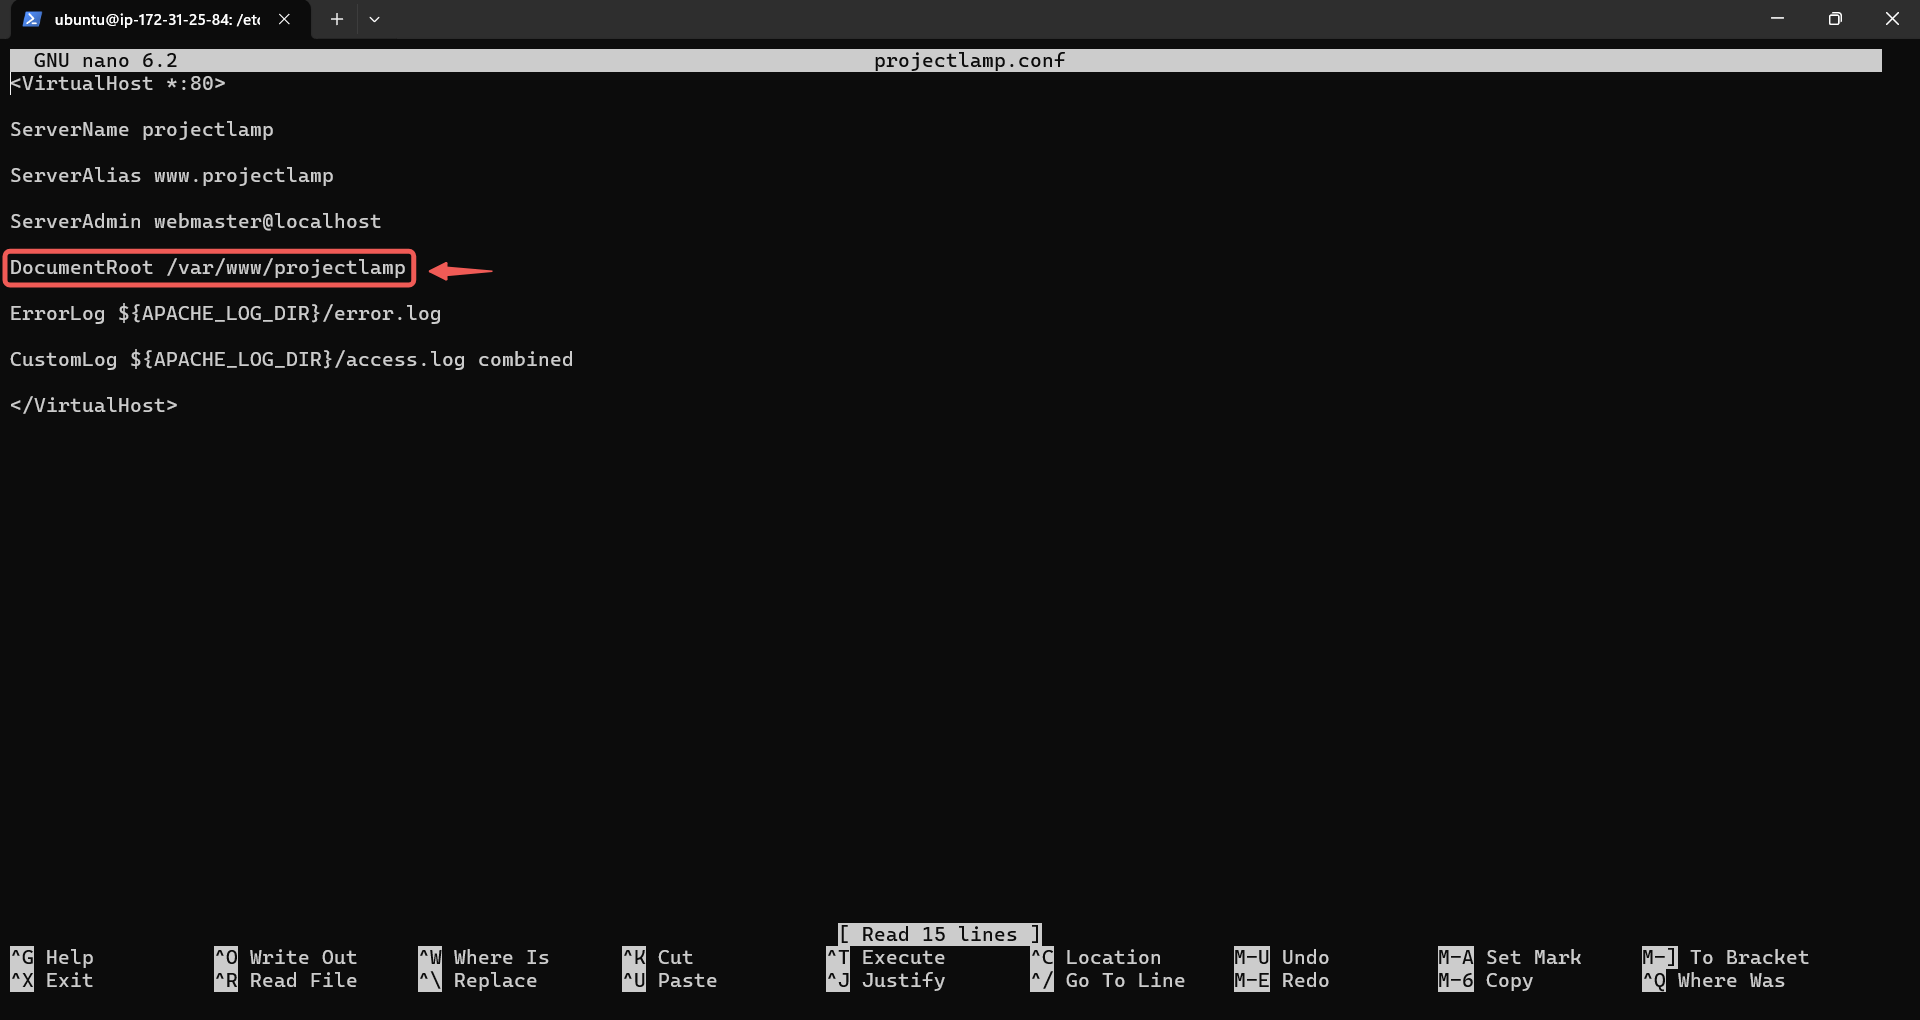 ubuntu@ip-172-31-25-84: /etc
GNU nano 6.2 projectlamp.conf
<VirtualHost *:80>
ServerName projectlamp
ServerAlias www.projectlamp
ServerAdmin webmaster@localhost
DocumentRoot /var/www/projectlamp
ErrorLog ${APACHE_LOG_DIR}/error.log
CustomLog ${APACHE_LOG_DIR}/access.log combined
</VirtualHost>
[ Read 15 lines ]
^G Help ^O Write Out ^W Where Is ^K Cut ^T Execute ^C Location M-U Undo M-A Set Mark M-] To Bracket
^X Exit ^R Read File ^\ Replace ^U Paste ^J Justify ^/ Go To Line M-E Redo M-6 Copy ^Q Where Was